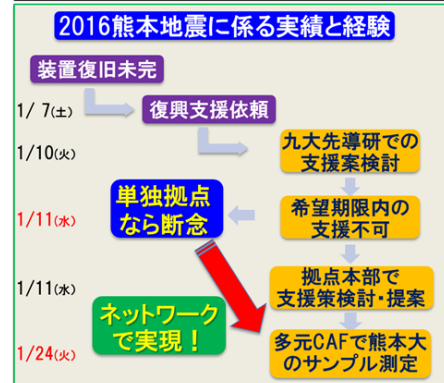 2016熊本地震に係る実績と経験
装置復旧未完
1/ 7(土)
復興支援依頼
1/10(火)
九大先導研での
支援案検討
単独拠点
なら断念
1/11(水)
希望期限内の
支援不可
1/11(水)
拠点本部で
支援策検討・提案
ネットワーク
で実現！
1/24(火)
多元CAFで熊本大
のサンプル測定